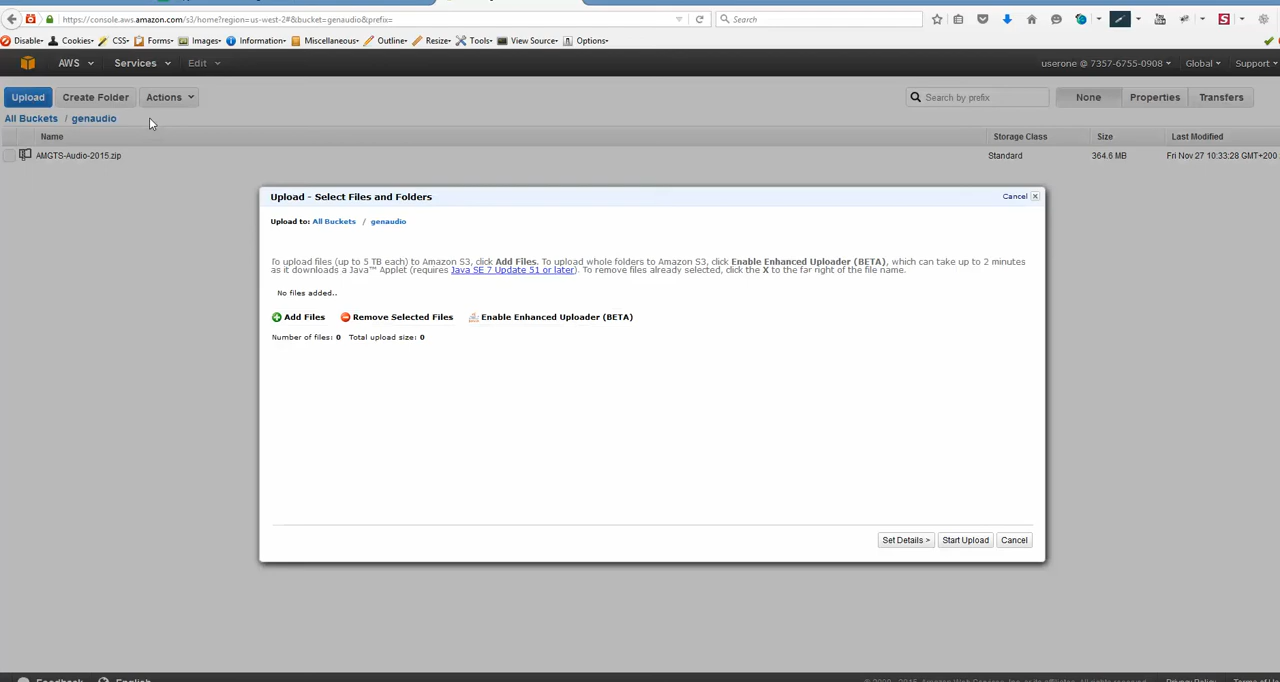 https://console.aws.amazon.com/s3/home?region=us-west-2#&bucket=genaudio&prefix=
Search
Disable▾ Cookies▾ CSS▾ Forms▾ Images▾ Information▾ Miscellaneous▾ Outline▾ Resize▾ Tools▾ View Source▾ Options▾
AWS Services Edit userone @ 7357-6755-0908 Global Support
Upload Create Folder Actions Search by prefix None Properties Transfers
All Buckets / genaudio
Name Storage Class Size Last Modified
AMGTS-Audio-2015.zip Standard 364.6 MB Fri Nov 27 10:33:28 GMT+200
Upload - Select Files and Folders Cancel
Upload to: All Buckets / genaudio
To upload files (up to 5 TB each) to Amazon S3, click Add Files. To upload whole folders to Amazon S3, click Enable Enhanced Uploader (BETA), which can take up to 2 minutes
as it downloads a Java™ Applet (requires Java SE 7 Update 51 or later). To remove files already selected, click the X to the far right of the file name.
No files added..
Add Files Remove Selected Files Enable Enhanced Uploader (BETA)
Number of files: 0 Total upload size: 0
Set Details > Start Upload Cancel
Feedback English